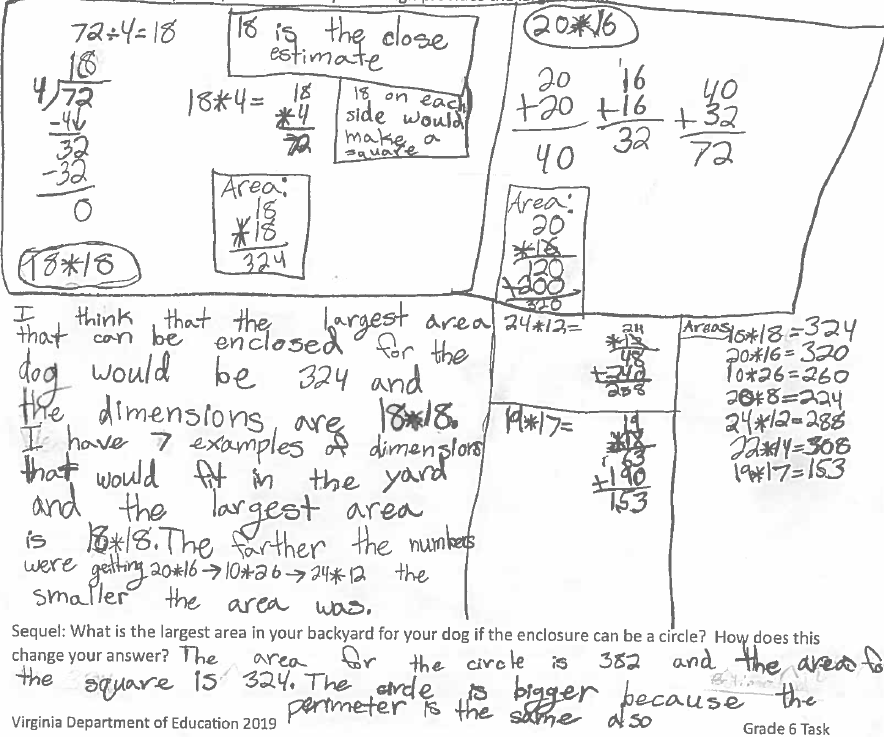 72÷4=18
18
4)72
-4↓
32
-32
0
18*18
18 is the close
estimate
18*4=
18
*4
72
18 on each
side would
make a
square
Area:
18
*18
324
20*16
20
+20
40
16
+16
32
40
+32
72
Area:
20
*16
120
+200
320
I think that the largest area
that can be enclosed for the
dog would be 324 and
the dimensions are 18*18.
I have 7 examples of dimensions
that would fit in the yard
and the largest area
is 18*18. The farther the numbers
were getting 20*16→10*26→24*12 the
smaller the area was.
24*12=
24
*12
48
+240
288
19*17=
19
63
+190
153
Areas
18*18=324
20*16=320
10*26=260
28*8=224
24*12=288
22*14=308
19*17=153
Sequel: What is the largest area in your backyard for your dog if the enclosure can be a circle? How does this
change your answer? The area for the circle is 382 and the area fo
the square is 324. The circle is bigger because the
perimeter is the same also
Virginia Department of Education 2019
Grade 6 Task